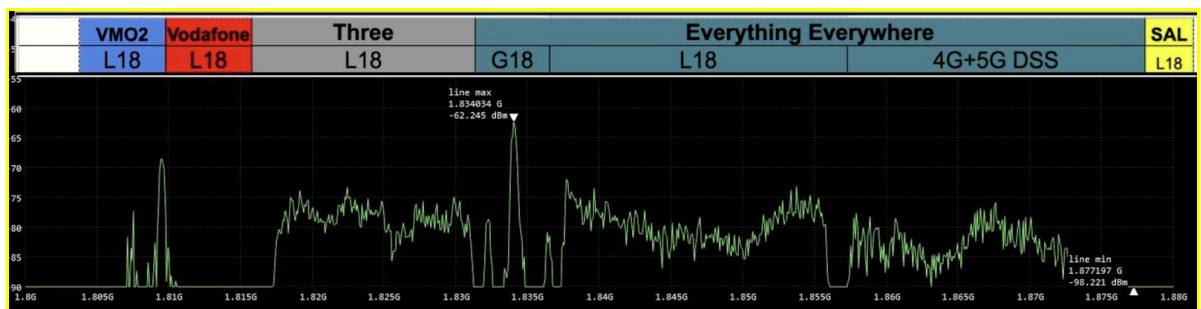 VMO2 Vodafone Three Everything Everywhere SAL
L18 L18 L18 G18 L18 4G+5G DSS L18
55
line max
1.834034 G
-62.245 dBm
60
65
70
75
80
85
line min
1.877197 G
-98.221 dBm
90
1.8G 1.805G 1.81G 1.815G 1.82G 1.825G 1.83G 1.835G 1.84G 1.845G 1.85G 1.855G 1.86G 1.865G 1.87G 1.875G 1.88G